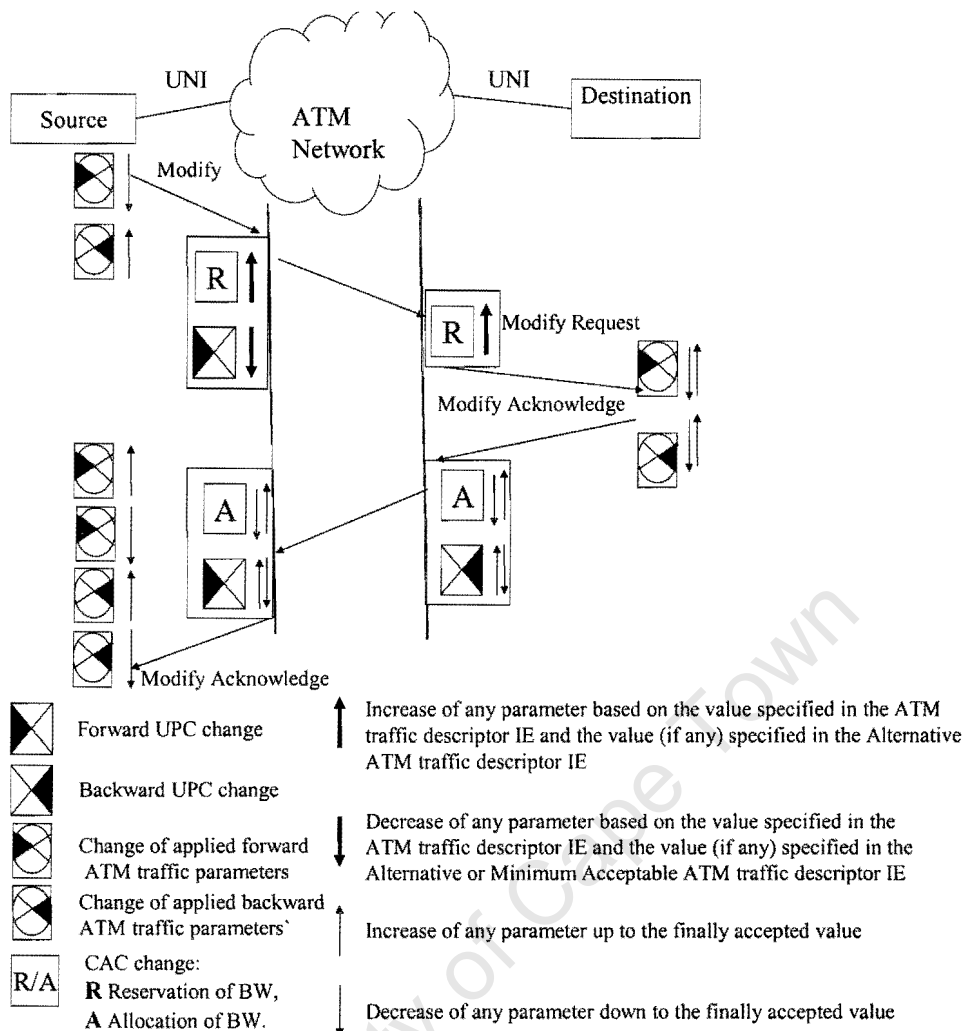 UNI
UNI
Source
ATM
Network
Destination
Modify
R
R
Modify Request
Modify Acknowledge
A
A
Modify Acknowledge
Forward UPC change
Backward UPC change
Change of applied forward
ATM traffic parameters
Change of applied backward
ATM traffic parameters`
R/A
CAC change:
R Reservation of BW,
A Allocation of BW.
Increase of any parameter based on the value specified in the ATM
traffic descriptor IE and the value (if any) specified in the Alternative
ATM traffic descriptor IE
Decrease of any parameter based on the value specified in the
ATM traffic descriptor IE and the value (if any) specified in the
Alternative or Minimum Acceptable ATM traffic descriptor IE
Increase of any parameter up to the finally accepted value
Decrease of any parameter down to the finally accepted value
of Cape Town